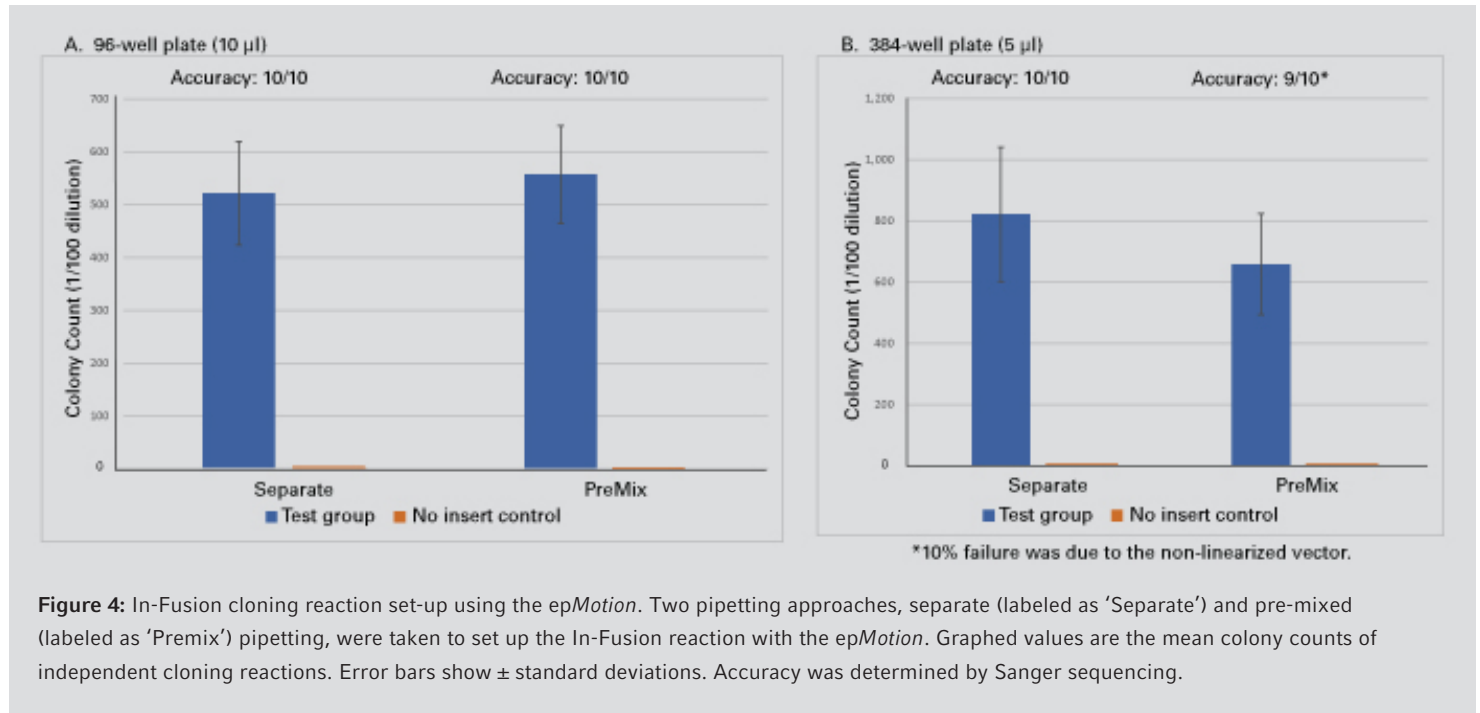 A. 96-well plate (10 µl)
Accuracy: 10/10 Accuracy: 10/10
700
600
500
400
300
200
100
0
Colony Count (1/100 dilution)
Separate PreMix
Test group No insert control
B. 384-well plate (5 µl)
Accuracy: 10/10 Accuracy: 9/10*
1,200
1,000
800
600
400
200
0
Colony Count (1/100 dilution)
Separate PreMix
Test group No insert control
*10% failure was due to the non-linearized vector.
Figure 4: In-Fusion cloning reaction set-up using the epMotion. Two pipetting approaches, separate (labeled as ‘Separate’) and pre-mixed
(labeled as ‘Premix’) pipetting, were taken to set up the In-Fusion reaction with the epMotion. Graphed values are the mean colony counts of
independent cloning reactions. Error bars show ± standard deviations. Accuracy was determined by Sanger sequencing.